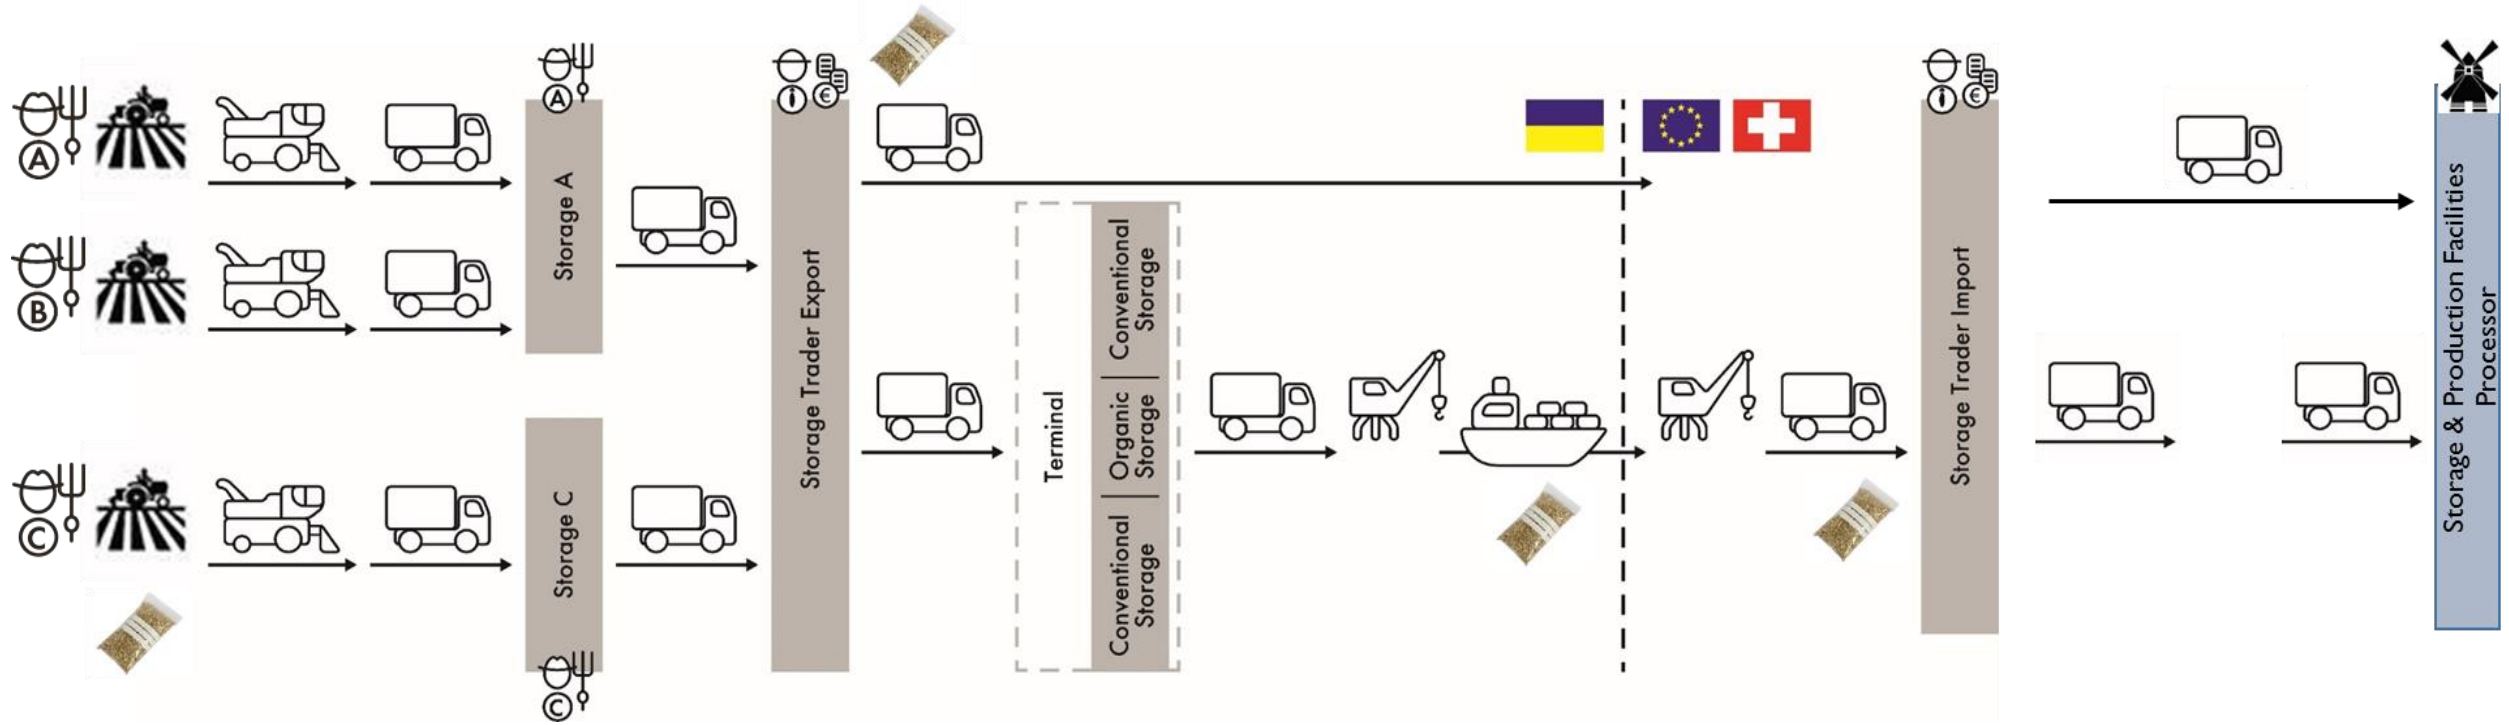 A
B
C
A
Storage A
Storage C
C
Storage Trader Export
€
Terminal
Conventional
Storage
Organic
Storage
Conventional
Storage
Storage Trader Import
€
Storage & Production Facilities
Processor